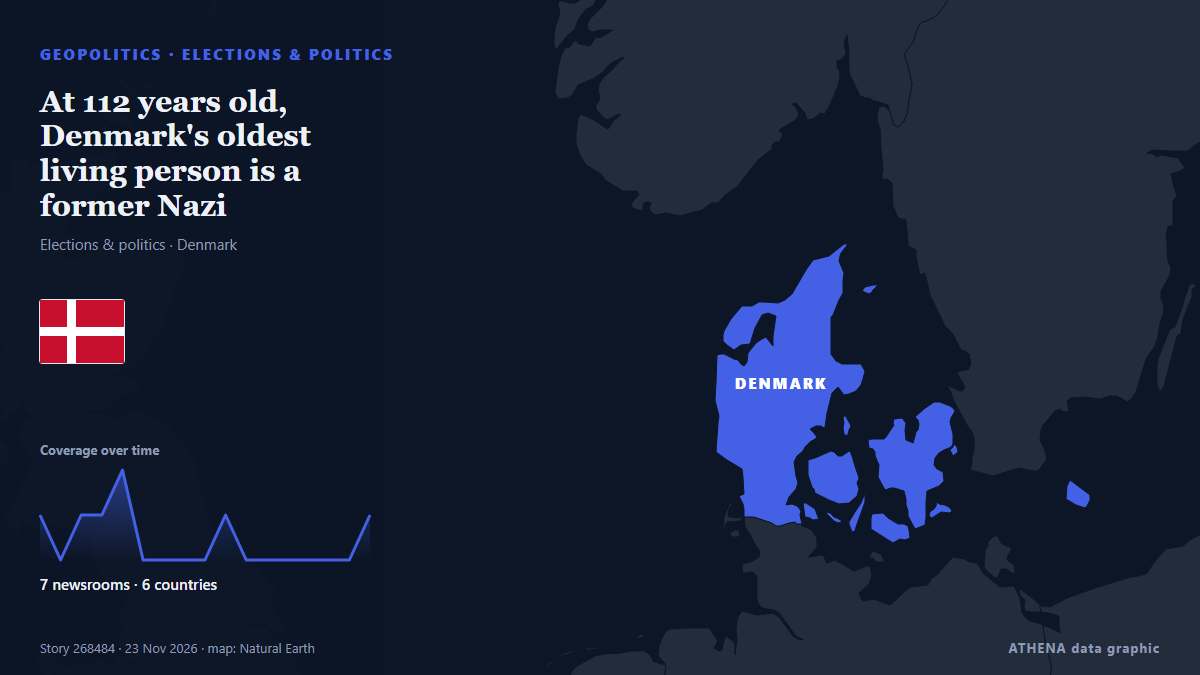 GEOPOLITICS · ELECTIONS & POLITICS
At 112 years old,
Denmark's oldest
living person is a
former Nazi
Elections & politics · Denmark
DENMARK
Coverage over time
7 newsrooms · 6 countries
Story 268484 · 23 Nov 2026 · map: Natural Earth
ATHENA data graphic